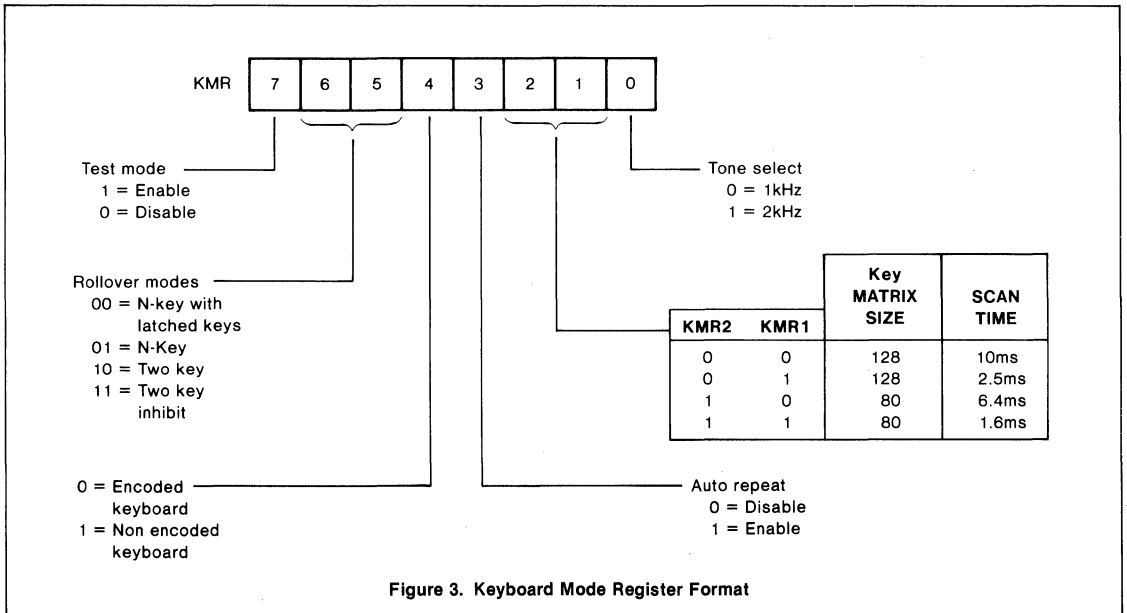 KMR 7 6 5 4 3 2 1 0
Test mode
1 = Enable
0 = Disable
Tone select
0 = 1kHz
1 = 2kHz
Rollover modes
00 = N-key with
latched keys
01 = N-Key
10 = Two key
11 = Two key
inhibit
KMR2 KMR1 Key MATRIX SIZE SCAN TIME
0 0 128 10ms
0 1 128 2.5ms
1 0 80 6.4ms
1 1 80 1.6ms
0 = Encoded
keyboard
1 = Non encoded
keyboard
Auto repeat
0 = Disable
1 = Enable
Figure 3. Keyboard Mode Register Format